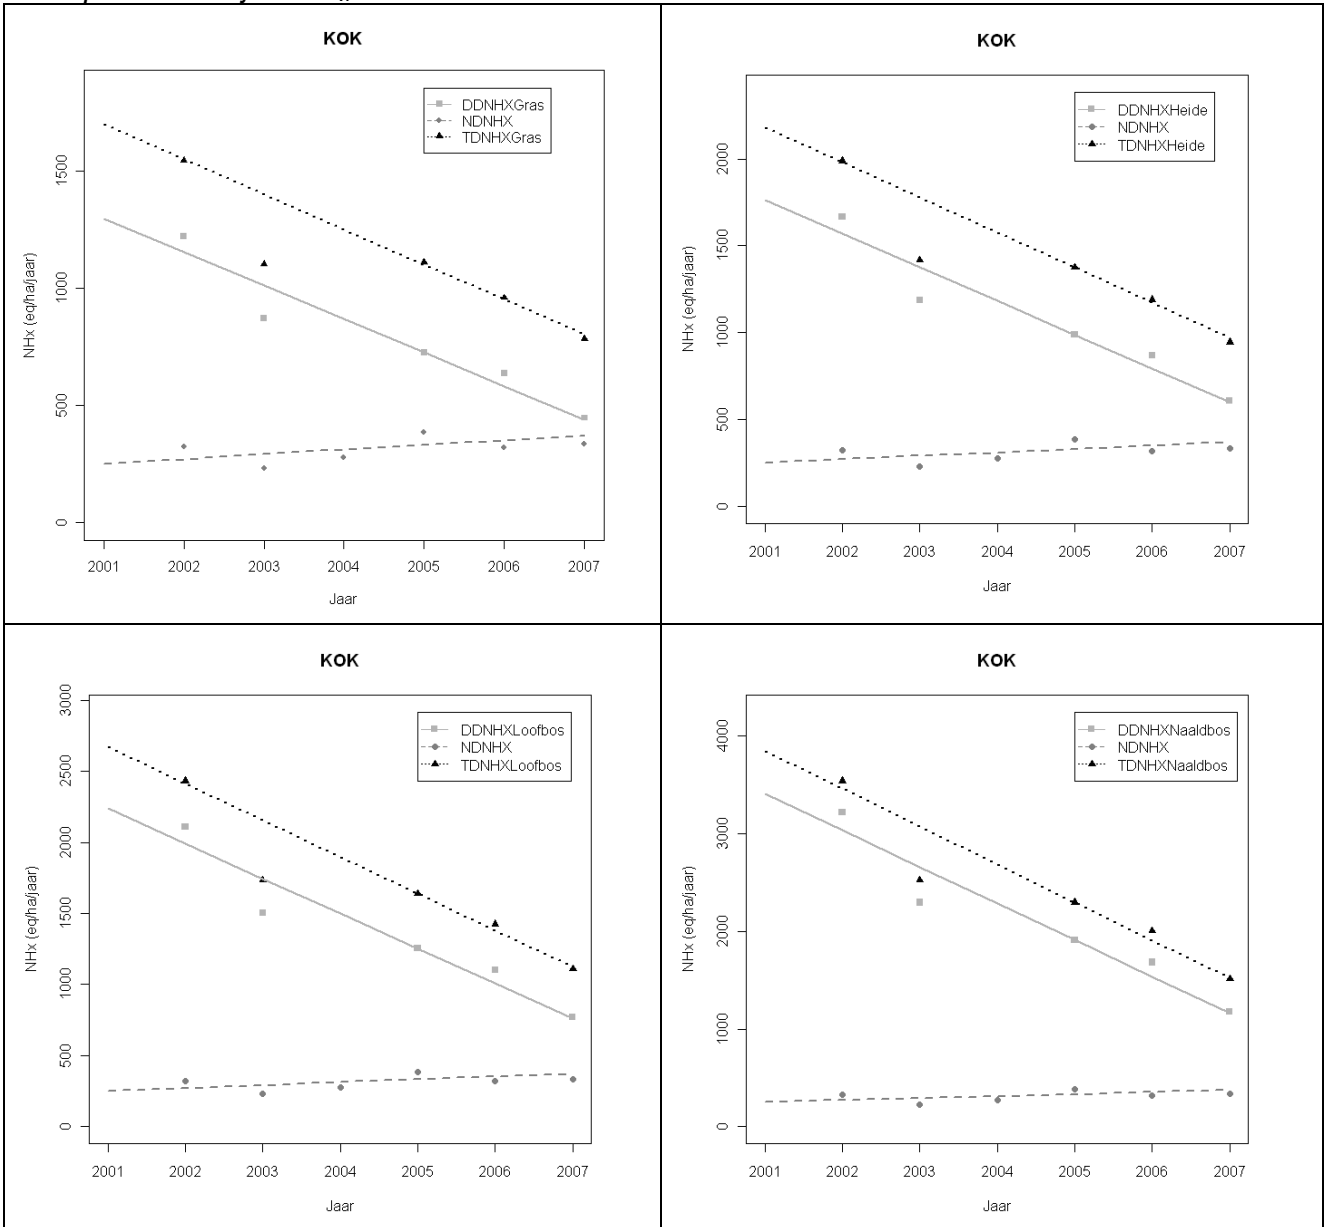 KOK
DDNHXGras
NDNHX
TDNHXGras
NHx (eq/ha/jaar)
0
500
1000
1500
2001 2002 2003 2004 2005 2006 2007
Jaar
KOK
DDNHXHeide
NDNHX
TDNHXHeide
NHx (eq/ha/jaar)
0
500
1000
1500
2000
2001 2002 2003 2004 2005 2006 2007
Jaar
KOK
DDNHXLoofbos
NDNHX
TDNHXLoofbos
NHx (eq/ha/jaar)
0
500
1000
1500
2000
2500
3000
2001 2002 2003 2004 2005 2006 2007
Jaar
KOK
DDNHXNaaldbos
NDNHX
TDNHXNaaldbos
NHx (eq/ha/jaar)
0
1000
2000
3000
4000
2001 2002 2003 2004 2005 2006 2007
Jaar